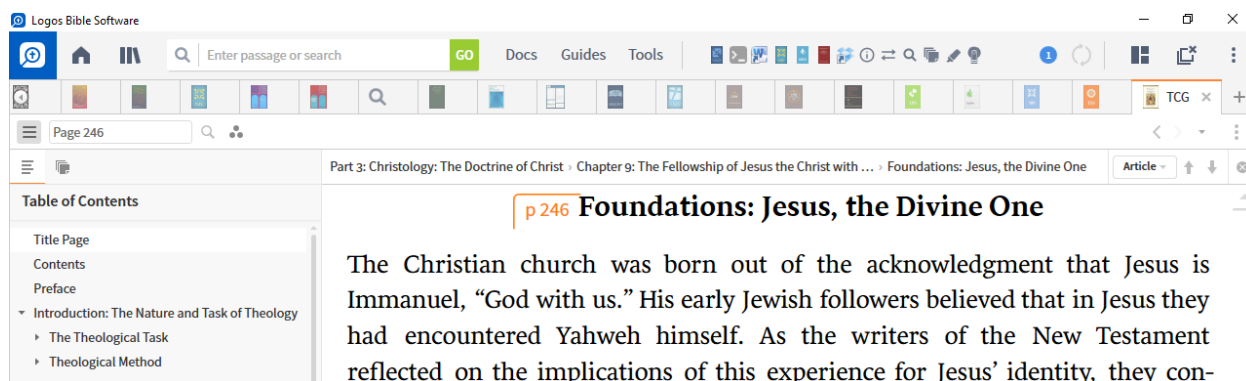 Logos Bible Software
Enter passage or search
GO
Docs
Guides
Tools
1
TCG
Page 246
Part 3: Christology: The Doctrine of Christ › Chapter 9: The Fellowship of Jesus the Christ with … › Foundations: Jesus, the Divine One
Article
Table of Contents
Title Page
Contents
Preface
Introduction: The Nature and Task of Theology
The Theological Task
Theological Method
p 246 Foundations: Jesus, the Divine One
The Christian church was born out of the acknowledgment that Jesus is
Immanuel, “God with us.” His early Jewish followers believed that in Jesus they
had encountered Yahweh himself. As the writers of the New Testament
reflected on the implications of this experience for Jesus’ identity, they con-